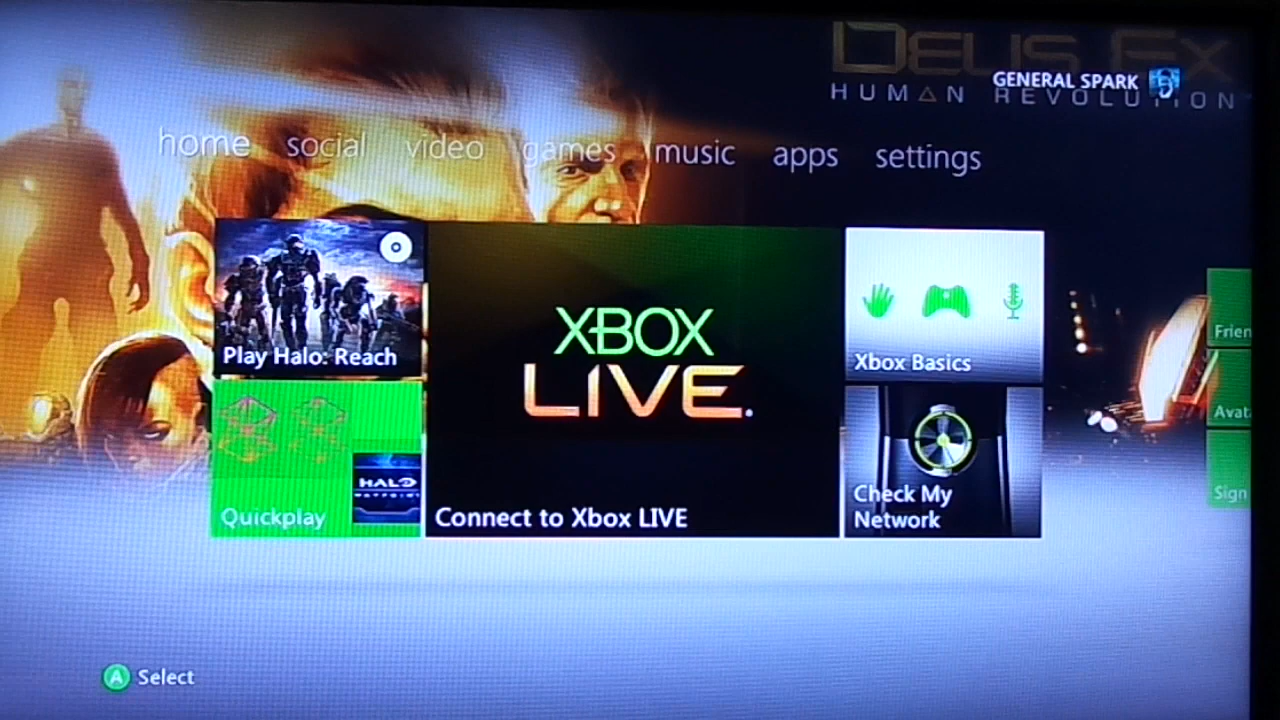 DEUS EX
HUMAN REVOLUTION
GENERAL SPARK
home social video games music apps settings
Play Halo: Reach
XBOX
LIVE.
Xbox Basics
Frien
Avat
HALO
WAYPOINT
Quickplay
Connect to Xbox LIVE
Check My
Network
Sign
A Select